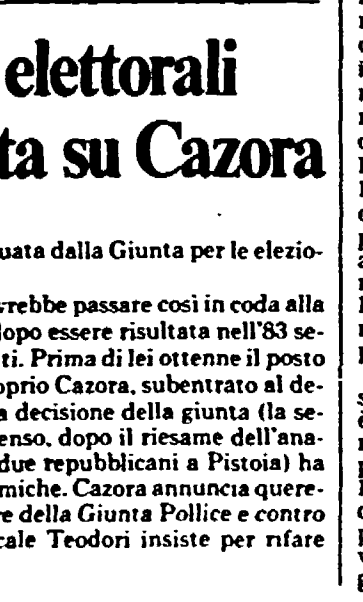 elettorali
ta su Cazora
uata dalla Giunta per le elezio-
vrebbe passare così in coda alla
dopo essere risultata nell'83 se-
ti. Prima di lei ottenne il posto
oprio Cazora, subentrato al de-
a decisione della giunta (la se-
enso, dopo il riesame dell'ana-
due repubblicani a Pistoia) ha
miche. Cazora annuncia quere-
re della Giunta Pollice e contro
cale Teodori insiste per rifare